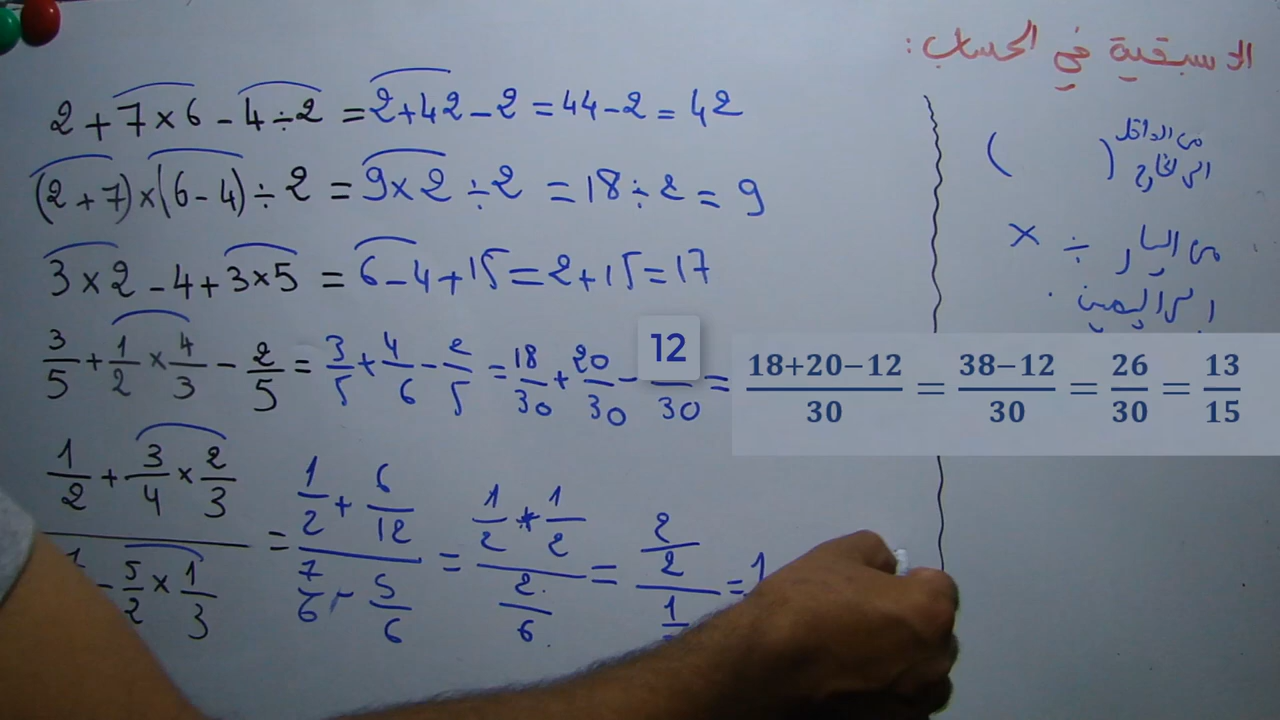 الاسبقية في الحساب:
2 + 7 × 6 - 4 ÷ 2 = 2 + 42 - 2 = 44 - 2 = 42
(2 + 7) × (6 - 4) ÷ 2 = 9 × 2 ÷ 2 = 18 ÷ 2 = 9
3 × 2 - 4 + 3 × 5 = 6 - 4 + 15 = 2 + 15 = 17
3/5 + 1/2 × 4/3 - 2/5 = 3/5 + 4/6 - 2/5 = 18/30 + 20/30 - 12/30 = 18+20-12/30 = 38-12/30 = 26/30 = 13/15
1/2 + 3/4 × 2/3 = 1/2 + 6/12 = 1/2 + 1/2 = 2/2 = 1
- 5/2 × 1/3 7/6 - 5/6 2/6 1/
( ) من الداخل
الى الخارج
× ÷ من اليسار
الى اليمين